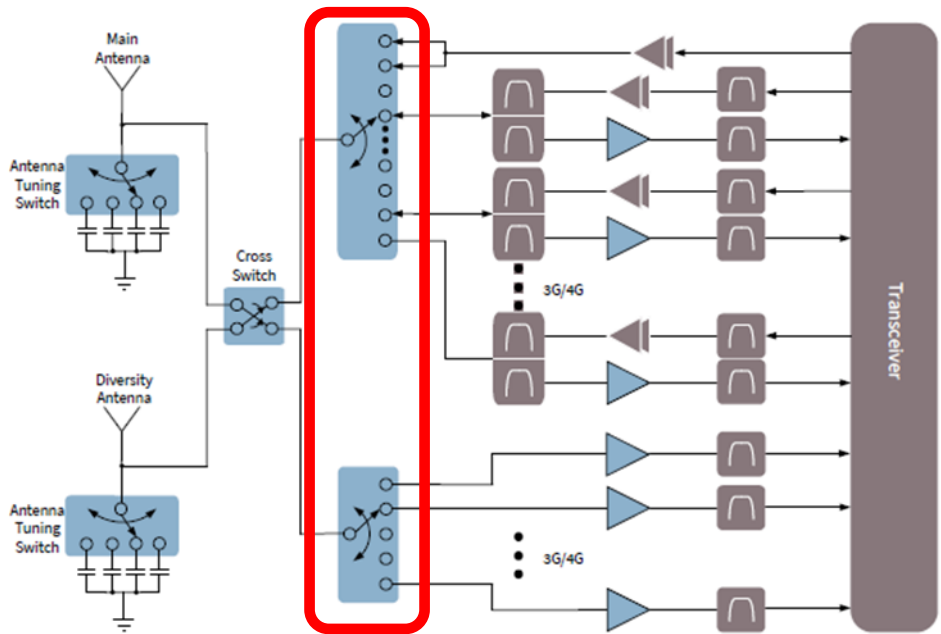 Main
Antenna
Antenna
Tuning
Switch
Cross
Switch
3G/4G
Transceiver
Diversity
Antenna
Antenna
Tuning
Switch
3G/4G